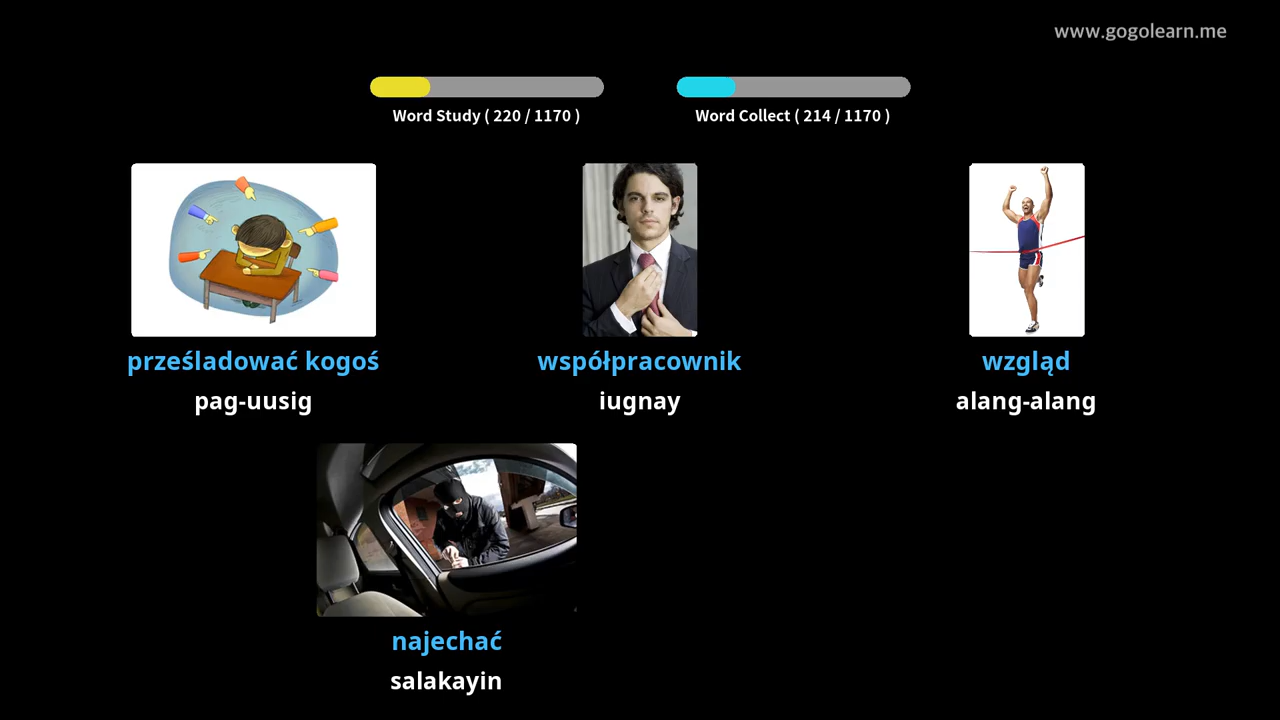 www.gogolearn.me
Word Study ( 220 / 1170 )
Word Collect ( 214 / 1170 )
prześladować kogoś
współpracownik
wzgląd
pag-uusig
iugnay
alang-alang
najechać
salakayin